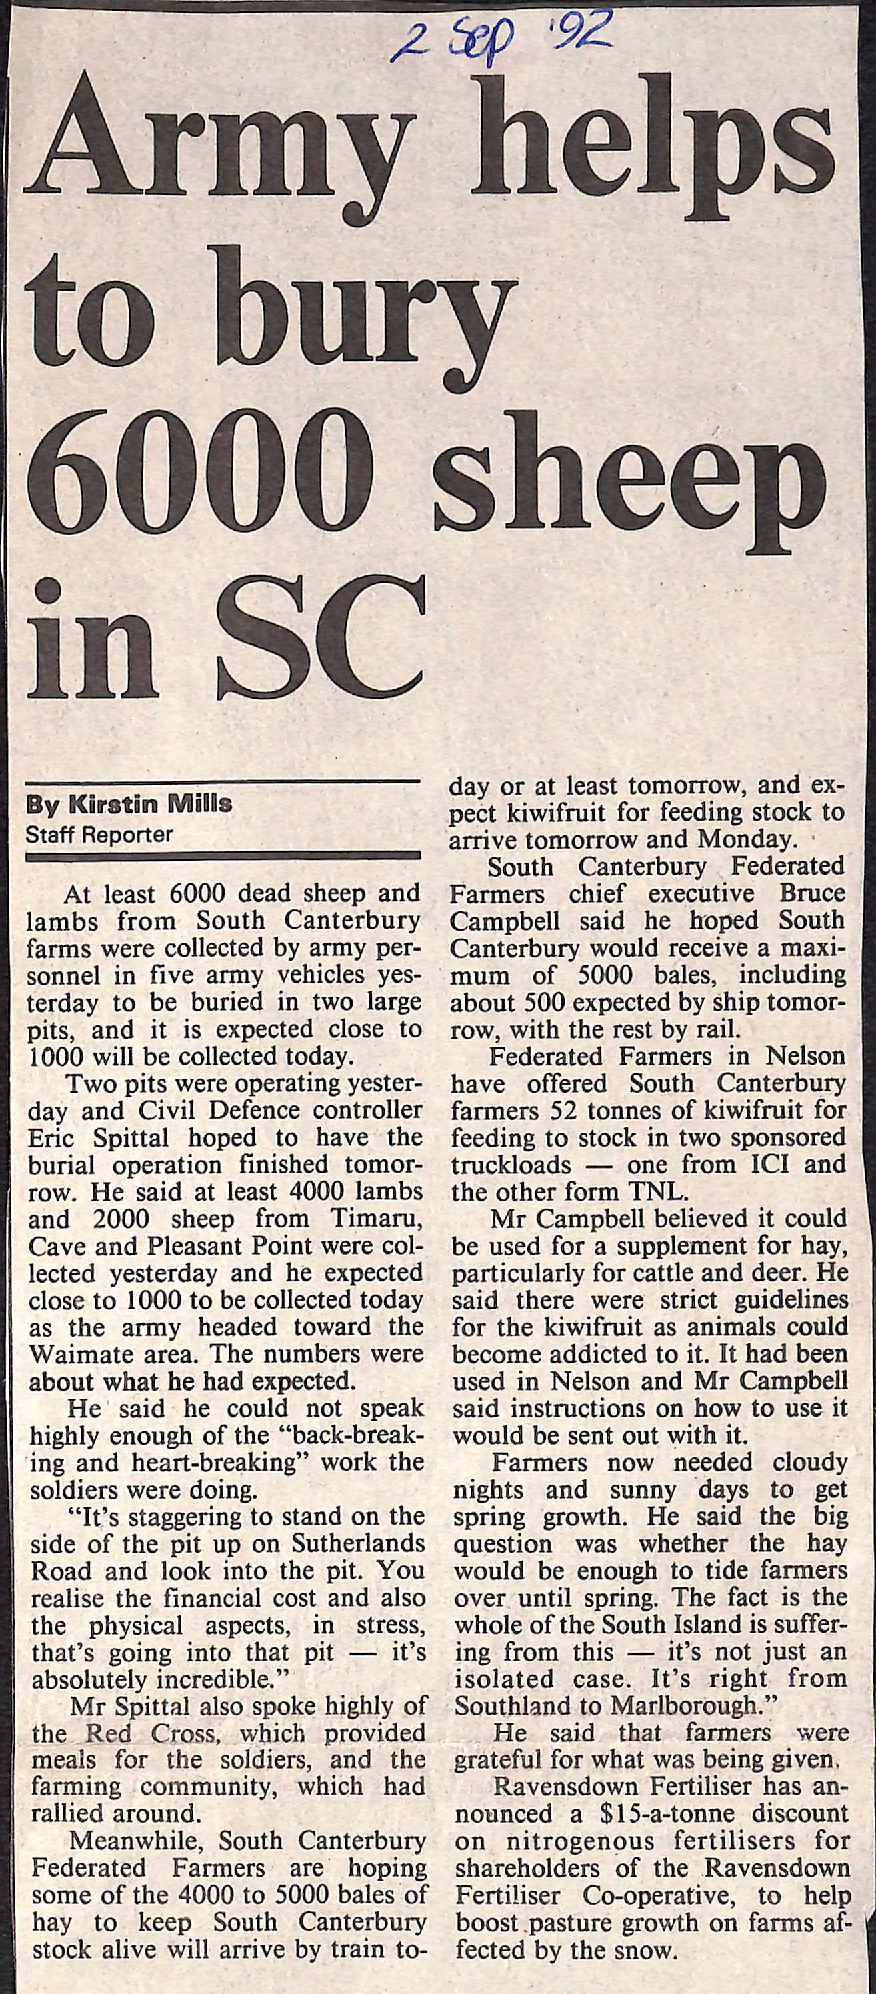 2 Sep '92
Army helps
to bury
6000 sheep
in SC
By Kirstin Mills
Staff Reporter
At least 6000 dead sheep and
lambs from South Canterbury
farms were collected by army per-
sonnel in five army vehicles yes-
terday to be buried in two large
pits, and it is expected close to
1000 will be collected today.
Two pits were operating yester-
day and Civil Defence controller
Eric Spittal hoped to have the
burial operation finished tomor-
row. He said at least 4000 lambs
and 2000 sheep from Timaru,
Cave and Pleasant Point were col-
lected yesterday and he expected
close to 1000 to be collected today
as the army headed toward the
Waimate area. The numbers were
about what he had expected.
He said he could not speak
highly enough of the “back-break-
ing and heart-breaking” work the
soldiers were doing.
“It's staggering to stand on the
side of the pit up on Sutherlands
Road and look into the pit. You
realise the financial cost and also
the physical aspects, in stress,
that's going into that pit — it's
absolutely incredible.”
Mr Spittal also spoke highly of
the Red Cross, which provided
meals for the soldiers, and the
farming community, which had
rallied around.
Meanwhile, South Canterbury
Federated Farmers are hoping
some of the 4000 to 5000 bales of
hay to keep South Canterbury
stock alive will arrive by train to-
day or at least tomorrow, and ex-
pect kiwifruit for feeding stock to
arrive tomorrow and Monday.
South Canterbury Federated
Farmers chief executive Bruce
Campbell said he hoped South
Canterbury would receive a maxi-
mum of 5000 bales, including
about 500 expected by ship tomor-
row, with the rest by rail.
Federated Farmers in Nelson
have offered South Canterbury
farmers 52 tonnes of kiwifruit for
feeding to stock in two sponsored
truckloads — one from ICI and
the other form TNL.
Mr Campbell believed it could
be used for a supplement for hay,
particularly for cattle and deer. He
said there were strict guidelines
for the kiwifruit as animals could
become addicted to it. It had been
used in Nelson and Mr Campbell
said instructions on how to use it
would be sent out with it.
Farmers now needed cloudy
nights and sunny days to get
spring growth. He said the big
question was whether the hay
would be enough to tide farmers
over until spring. The fact is the
whole of the South Island is suffer-
ing from this — it's not just an
isolated case. It's right from
Southland to Marlborough.”
He said that farmers were
grateful for what was being given.
Ravensdown Fertiliser has an-
nounced a $15-a-tonne discount
on nitrogenous fertilisers for
shareholders of the Ravensdown
Fertiliser Co-operative, to help
boost pasture growth on farms af-
fected by the snow.